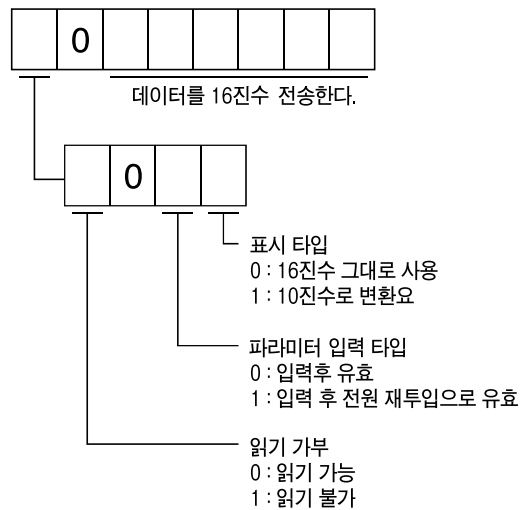 0
데이터를 16진수 전송한다.
0
표시 타입
0 : 16진수 그대로 사용
1 : 10진수로 변환요
파라미터 입력 타입
0 : 입력후 유효
1 : 입력 후 전원 재투입으로 유효
읽기 가부
0 : 읽기 가능
1 : 읽기 불가